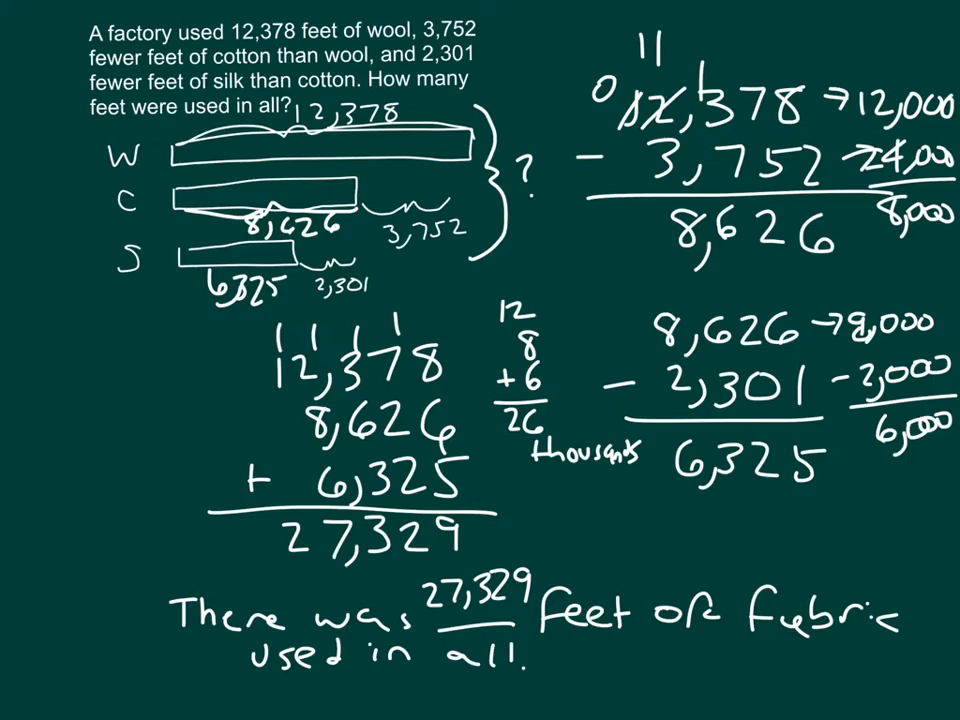 A factory used 12,378 feet of wool, 3,752
fewer feet of cotton than wool, and 2,301
fewer feet of silk than cotton. How many
feet were used in all?
12,378
W
C
8,626
3,752
S
6,325
2,301
?
11
0 1
12,378 → 12,000
- 3,752 - 4,000
8,626 8,000
8,626 → 8,000
- 2,301 - 2,000
6,325 6,000
1 1 1 1
12,378
8,626
+ 6,325
27,329
12
8
+6
26
thousands
There was 27,329 feet of fabric
used in all.